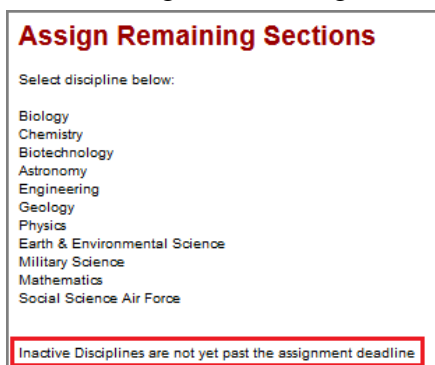 Assign Remaining Sections
Select discipline below:
Biology
Chemistry
Biotechnology
Astronomy
Engineering
Geology
Physics
Earth & Environmental Science
Military Science
Mathematics
Social Science Air Force
Inactive Disciplines are not yet past the assignment deadline